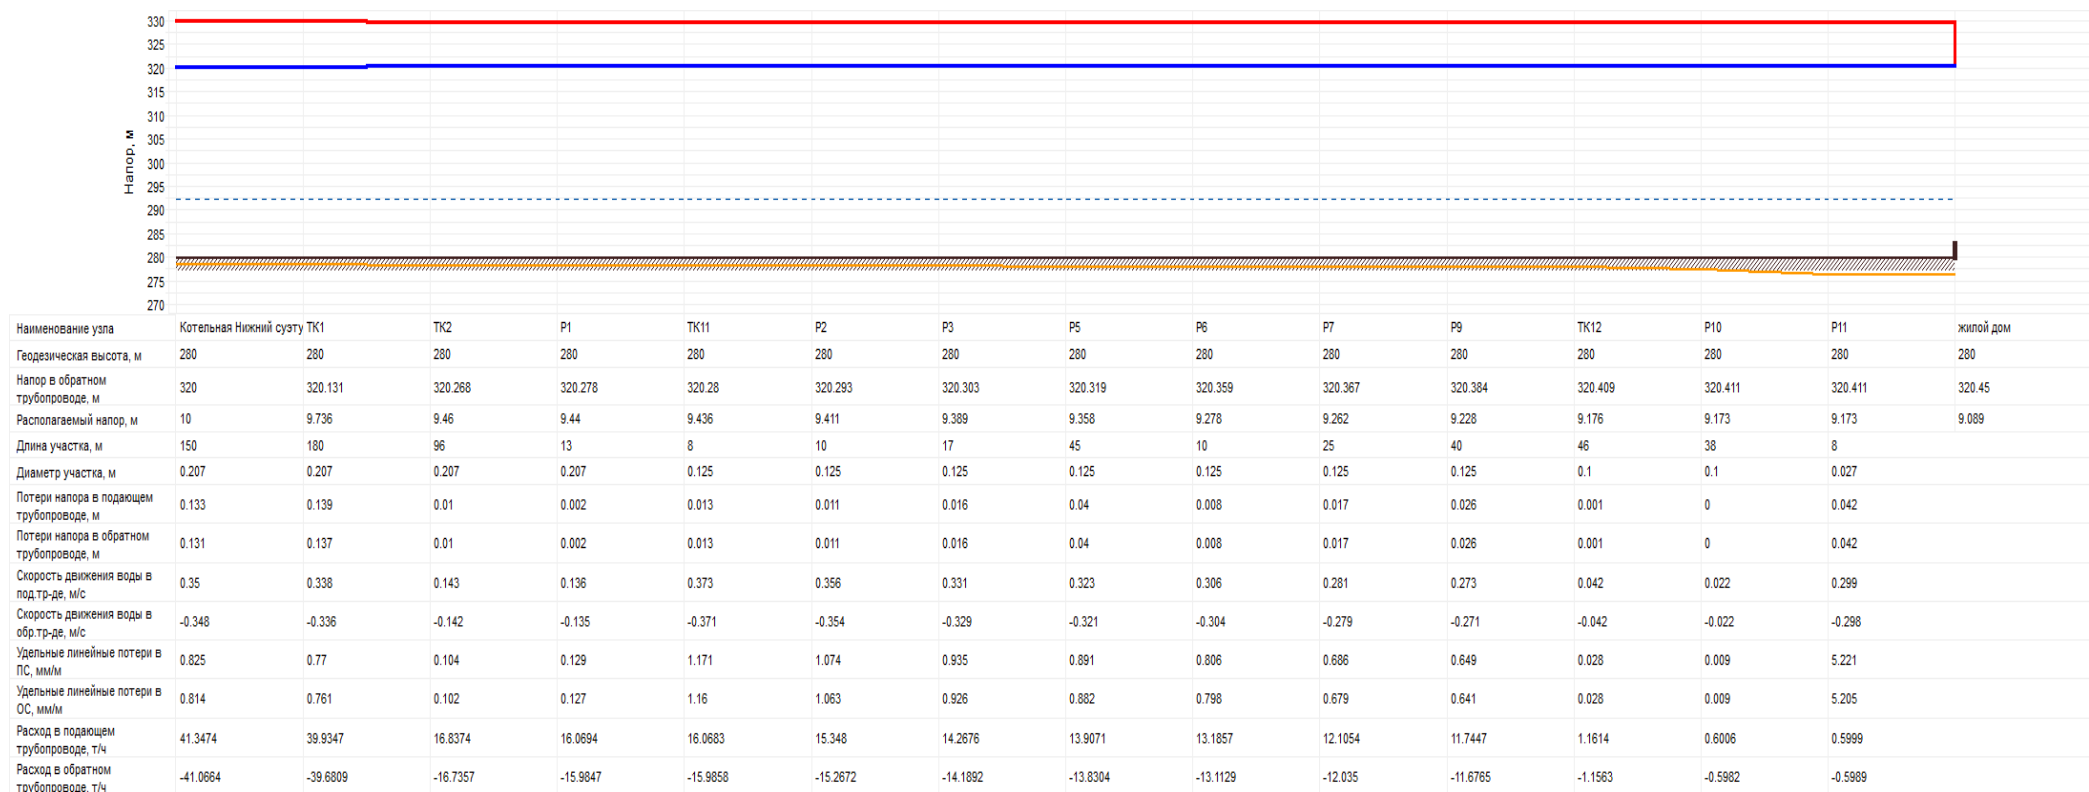 330
325
320
315
310
305
300
295
290
285
280
275
270
Напор, м
Наименование узла Котельная Нижний суэту ТК1 ТК2 Р1 ТК11 Р2 Р3 Р5 Р6 Р7 Р9 ТК12 Р10 Р11 жилой дом
Геодезическая высота, м 280 280 280 280 280 280 280 280 280 280 280 280 280 280 280
Напор в обратном
трубопроводе, м 320 320.131 320.268 320.278 320.28 320.293 320.303 320.319 320.359 320.367 320.384 320.409 320.411 320.411 320.45
Располагаемый напор, м 10 9.736 9.46 9.44 9.436 9.411 9.389 9.358 9.278 9.262 9.228 9.176 9.173 9.173 9.089
Длина участка, м 150 180 96 13 8 10 17 45 10 25 40 46 38 8
Диаметр участка, м 0.207 0.207 0.207 0.207 0.125 0.125 0.125 0.125 0.125 0.125 0.125 0.1 0.1 0.027
Потери напора в подающем
трубопроводе, м 0.133 0.139 0.01 0.002 0.013 0.011 0.016 0.04 0.008 0.017 0.026 0.001 0 0.042
Потери напора в обратном
трубопроводе, м 0.131 0.137 0.01 0.002 0.013 0.011 0.016 0.04 0.008 0.017 0.026 0.001 0 0.042
Скорость движения воды в
под.тр-де, м/с 0.35 0.338 0.143 0.136 0.373 0.356 0.331 0.323 0.306 0.281 0.273 0.042 0.022 0.299
Скорость движения воды в
обр.тр-де, м/с -0.348 -0.336 -0.142 -0.135 -0.371 -0.354 -0.329 -0.321 -0.304 -0.279 -0.271 -0.042 -0.022 -0.298
Удельные линейные потери в
ПС, мм/м 0.825 0.77 0.104 0.129 1.171 1.074 0.935 0.891 0.806 0.686 0.649 0.028 0.009 5.221
Удельные линейные потери в
ОС, мм/м 0.814 0.761 0.102 0.127 1.16 1.063 0.926 0.882 0.798 0.679 0.641 0.028 0.009 5.205
Расход в подающем
трубопроводе, т/ч 41.3474 39.9347 16.8374 16.0694 16.0683 15.348 14.2676 13.9071 13.1857 12.1054 11.7447 1.1614 0.6006 0.5999
Расход в обратном
трубопроводе, т/ч -41.0664 -39.6809 -16.7357 -15.9847 -15.9858 -15.2672 -14.1892 -13.8304 -13.1129 -12.035 -11.6765 -1.1563 -0.5982 -0.5989